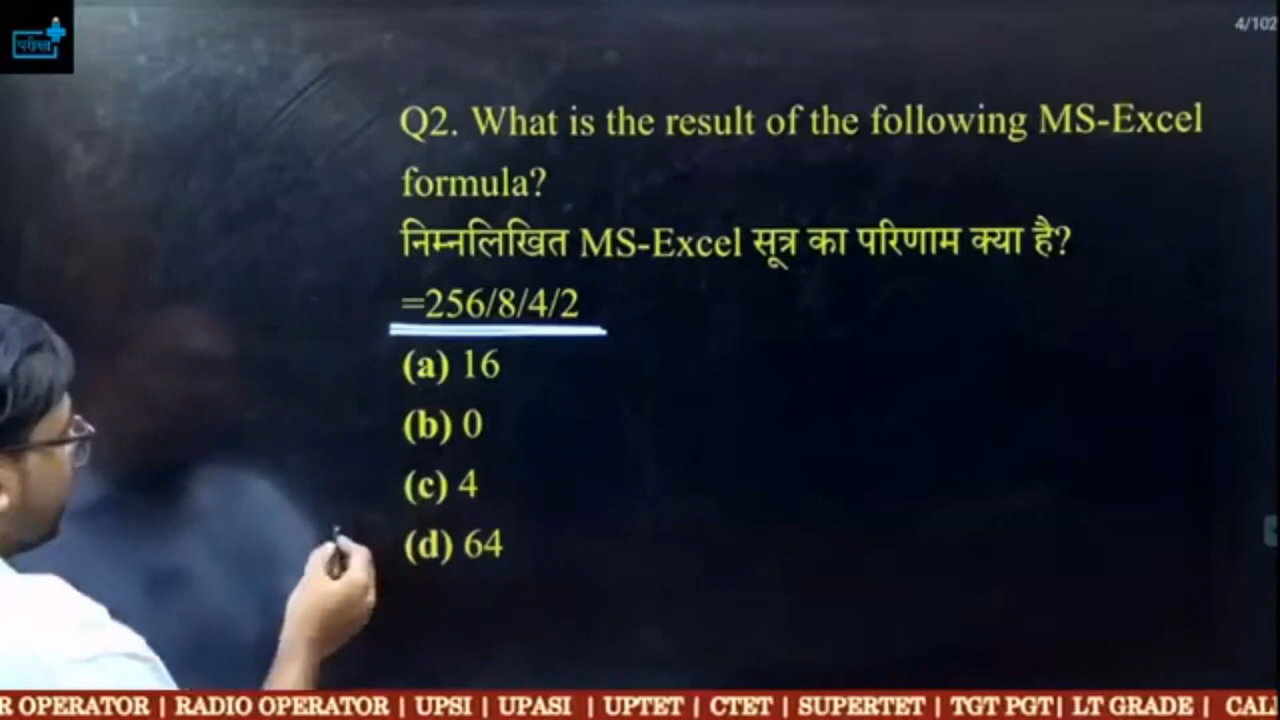 परीक्षा
4/102
Q2. What is the result of the following MS-Excel
formula?
निम्नलिखित MS-Excel सूत्र का परिणाम क्या है?
=256/8/4/2
(a) 16
(b) 0
(c) 4
(d) 64
R OPERATOR | RADIO OPERATOR | UPSI | UPASI | UPTET | CTET | SUPERTET | TGT PGT | LT GRADE | CAL